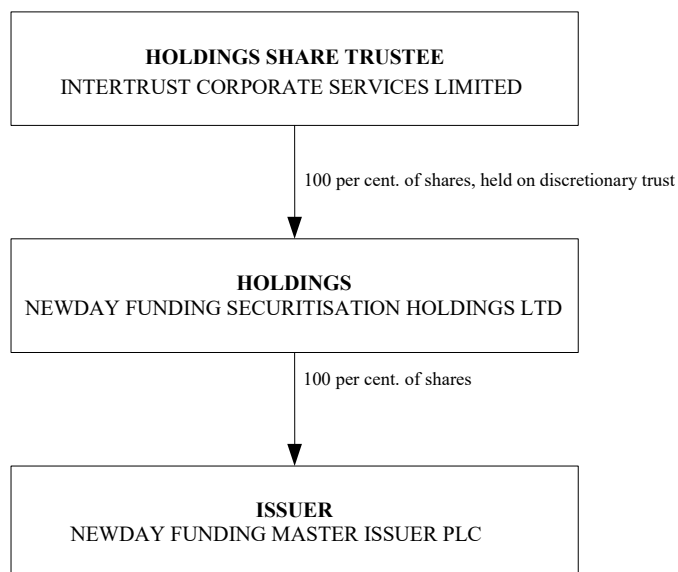 HOLDINGS SHARE TRUSTEE
INTERTRUST CORPORATE SERVICES LIMITED
100 per cent. of shares, held on discretionary trust
HOLDINGS
NEWDAY FUNDING SECURITISATION HOLDINGS LTD
100 per cent. of shares
ISSUER
NEWDAY FUNDING MASTER ISSUER PLC